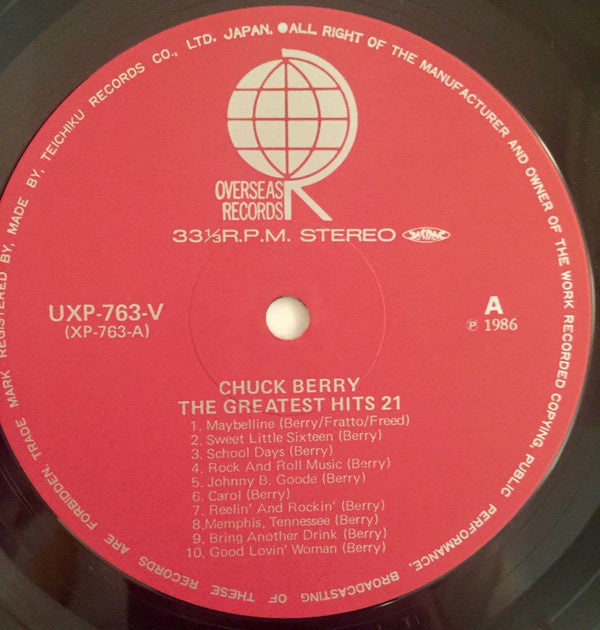 MADE BY, TEICHIKU RECORDS CO., LTD. JAPAN. ●ALL RIGHT OF THE MANUFACTURER AND OWNER OF THE WORK RECORDED COPYING, PUBLIC PERFORMANCE, BROADCASTING OF THESE RECORDS ARE FORBIDDEN. TRADE MARK REGISTERED BY,
OVERSEAS
RECORDS
33⅓R.P.M. STEREO JASRAC
UXP-763-V
(XP-763-A)
A
℗ 1986
CHUCK BERRY
THE GREATEST HITS 21
1. Maybelline (Berry/Fratto/Freed)
2. Sweet Little Sixteen (Berry)
3. School Days (Berry)
4. Rock And Roll Music (Berry)
5. Johnny B. Goode (Berry)
6. Carol (Berry)
7. Reelin' And Rockin' (Berry)
8.Memphis, Tennessee (Berry)
9. Bring Another Drink (Berry)
10. Good Lovin' Woman (Berry)